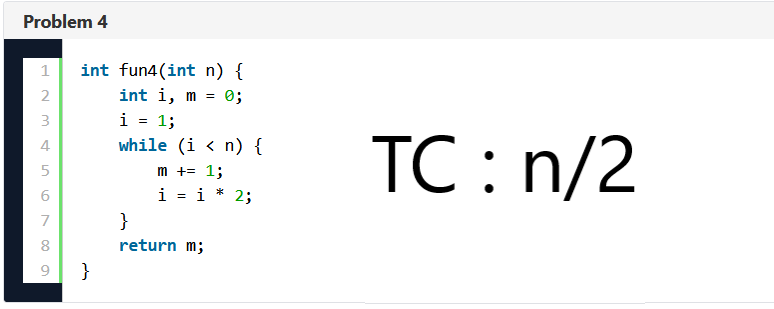 Problem 4
1 int fun4(int n) {
2     int i, m = 0;
3     i = 1;
4     while (i < n) {
5         m += 1;
6         i = i * 2;
7     }
8     return m;
9 }
TC : n/2